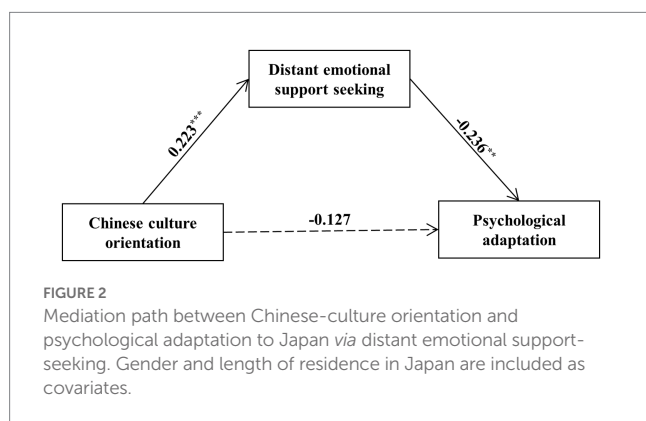 Distant emotional
support seeking
0.223***
-0.236**
Chinese culture
orientation
-0.127
Psychological
adaptation
FIGURE 2
Mediation path between Chinese-culture orientation and
psychological adaptation to Japan via distant emotional support-
seeking. Gender and length of residence in Japan are included as
covariates.